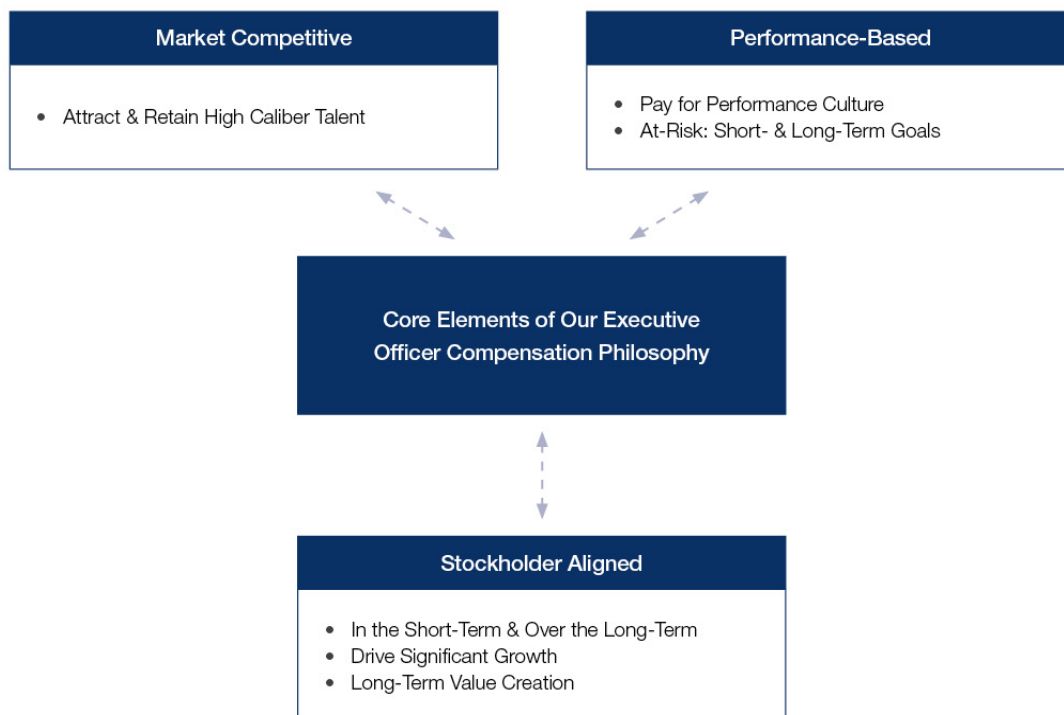 Market Competitive
• Attract & Retain High Caliber Talent
Performance-Based
• Pay for Performance Culture
• At-Risk: Short- & Long-Term Goals
Core Elements of Our Executive
Officer Compensation Philosophy
Stockholder Aligned
• In the Short-Term & Over the Long-Term
• Drive Significant Growth
• Long-Term Value Creation